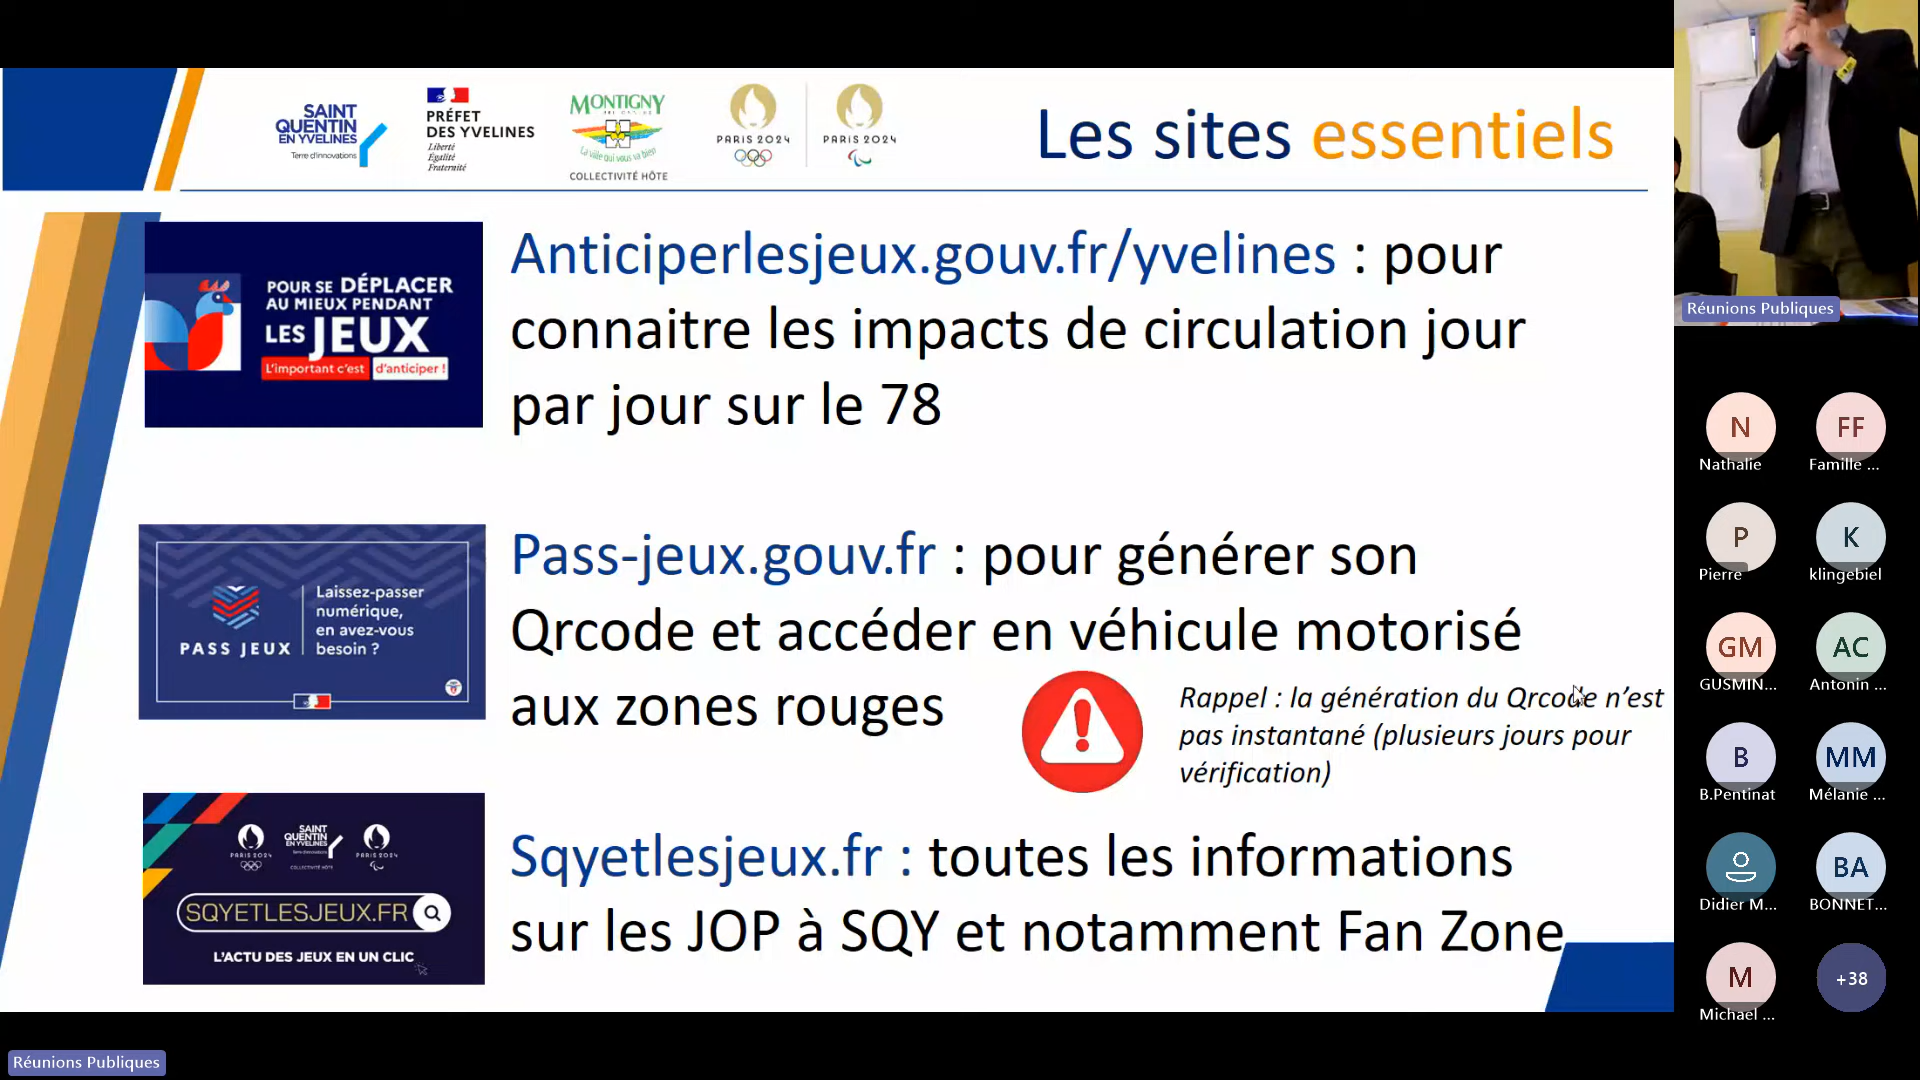 SAINT
QUENTIN
EN YVELINES
Terre d'innovations
PRÉFET
DES YVELINES
Liberté
Égalité
Fraternité
MONTIGNY
La ville qui vous va bien
COLLECTIVITÉ HÔTE
PARIS 2024
PARIS 2024
Les sites essentiels
POUR SE DÉPLACER
AU MIEUX PENDANT
LES JEUX
L'important c'est d'anticiper !
Anticiperlesjeux.gouv.fr/yvelines : pour
connaitre les impacts de circulation jour
par jour sur le 78
PASS JEUX
Laissez-passer
numérique,
en avez-vous
besoin ?
Pass-jeux.gouv.fr : pour générer son
Qrcode et accéder en véhicule motorisé
aux zones rouges
Rappel : la génération du Qrcode n'est
pas instantané (plusieurs jours pour
vérification)
PARIS 2024
SAINT
QUENTIN
EN YVELINES
Terre d'innovations
COLLECTIVITÉ HÔTE
PARIS 2024
SQYETLESJEUX.FR
L'ACTU DES JEUX EN UN CLIC
Sqyetlesjeux.fr : toutes les informations
sur les JOP à SQY et notamment Fan Zone
Réunions Publiques
Réunions Publiques
N
Nathalie
FF
Famille ...
P
Pierre
K
klingebiel
GM
GUSMIN...
AC
Antonin ...
B
B.Pentinat
MM
Mélanie ...
Didier M...
BA
BONNET...
M
Michael ...
+38